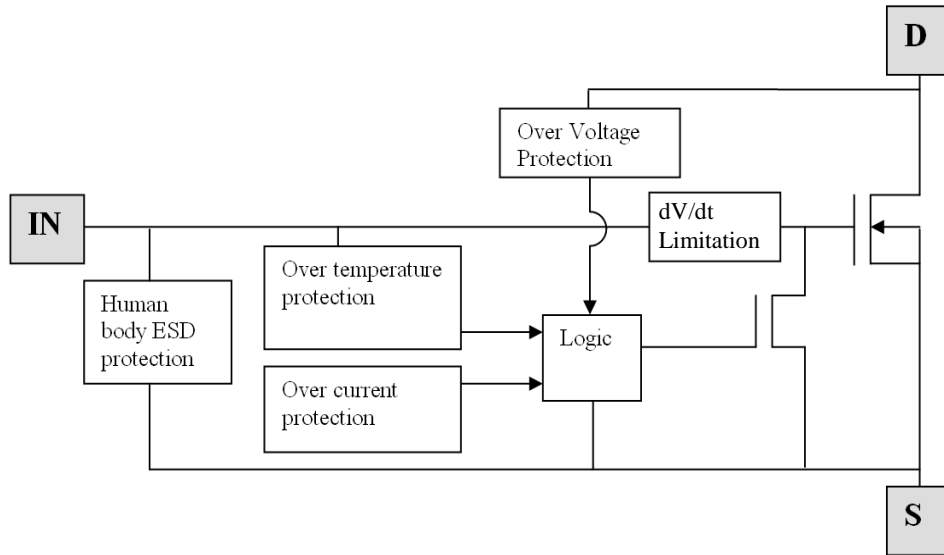 D
Over Voltage
Protection
IN
dV/dt
Limitation
Over temperature
protection
Human
body ESD
protection
Logic
Over current
protection
S